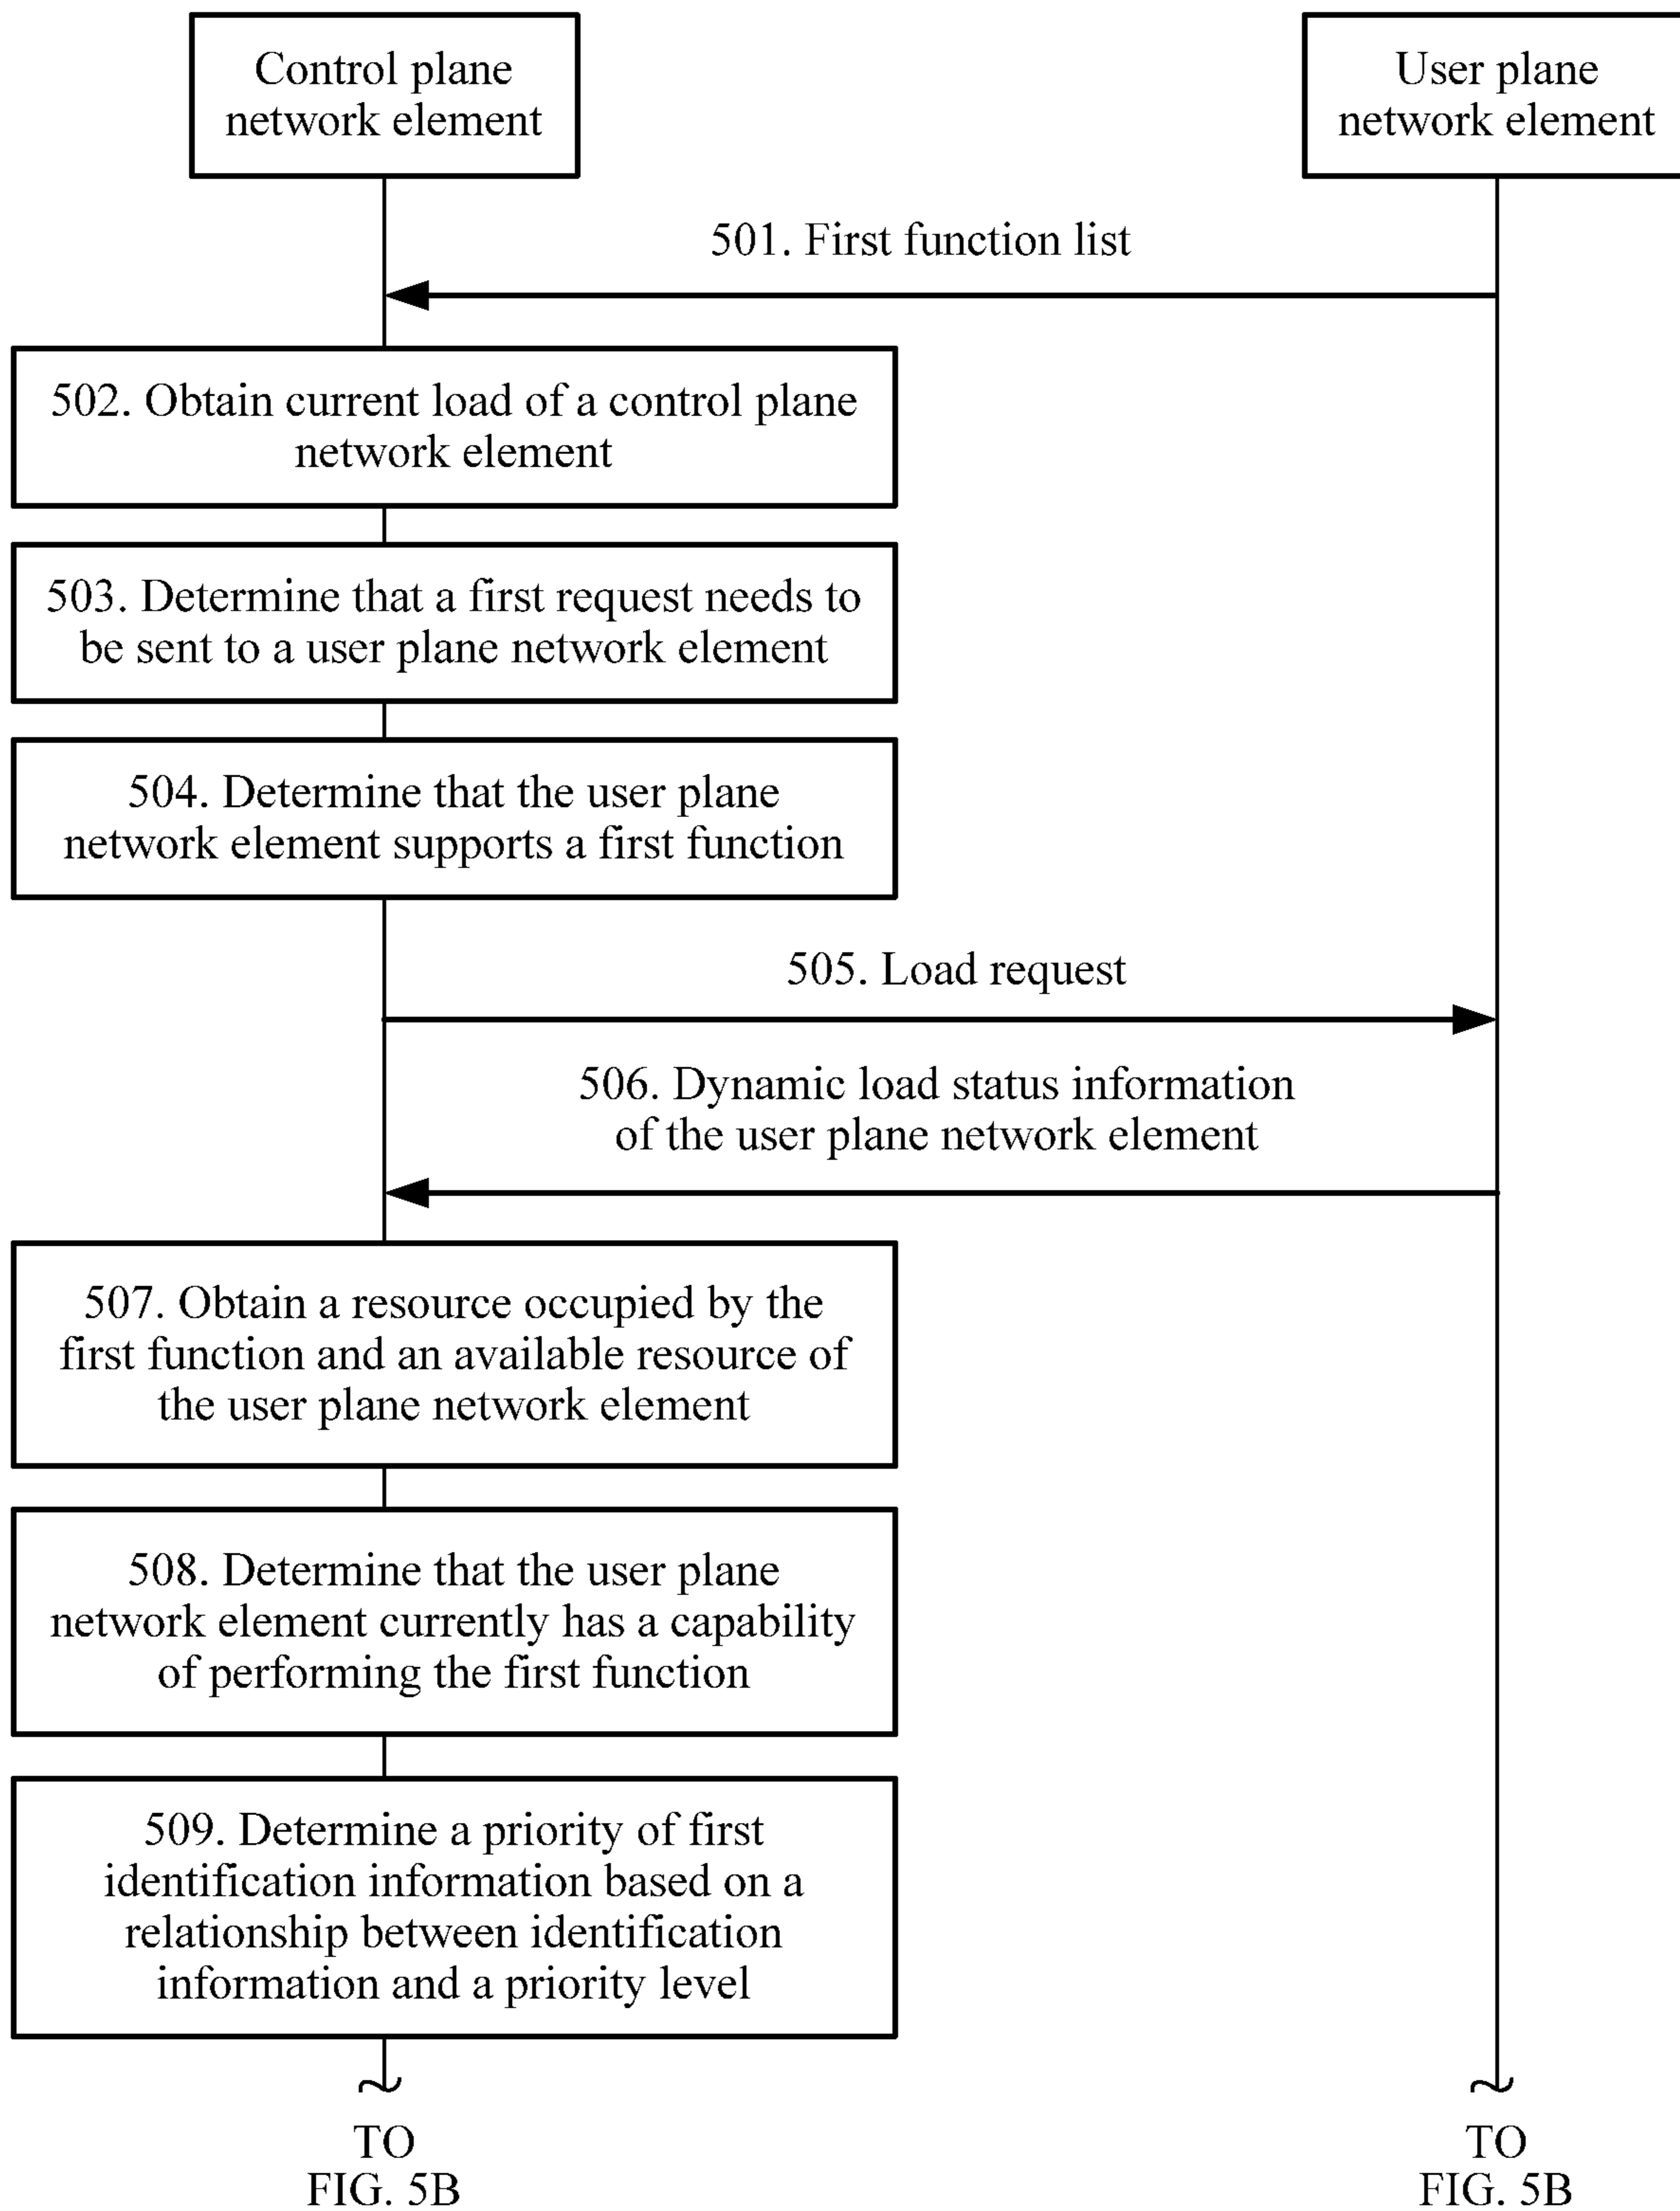 Control plane
network element
User plane
network element
501. First function list
502. Obtain current load of a control plane
network element
503. Determine that a first request needs to
be sent to a user plane network element
504. Determine that the user plane
network element supports a first function
505. Load request
506. Dynamic load status information
of the user plane network element
507. Obtain a resource occupied by the
first function and an available resource of
the user plane network element
508. Determine that the user plane
network element currently has a capability
of performing the first function
509. Determine a priority of first
identification information based on a
relationship between identification
information and a priority level
TO
FIG. 5B
TO
FIG. 5B